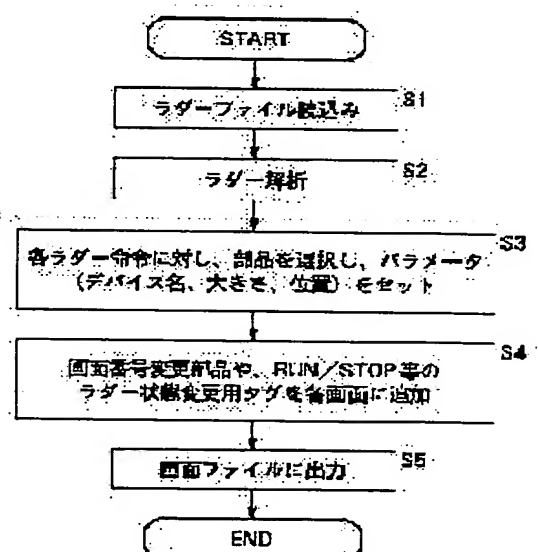 START
ラダーファイル読込み
S1
ラダー解析
S2
各ラダー命令に対し、部品を選択し、パラメータ
(デバイス名、大きさ、位置)をセット
S3
画面番号変更部品や、RUN/STOP等の
ラダー状態変更用タグを各画面に追加
S4
画面ファイルに出力
S5
END